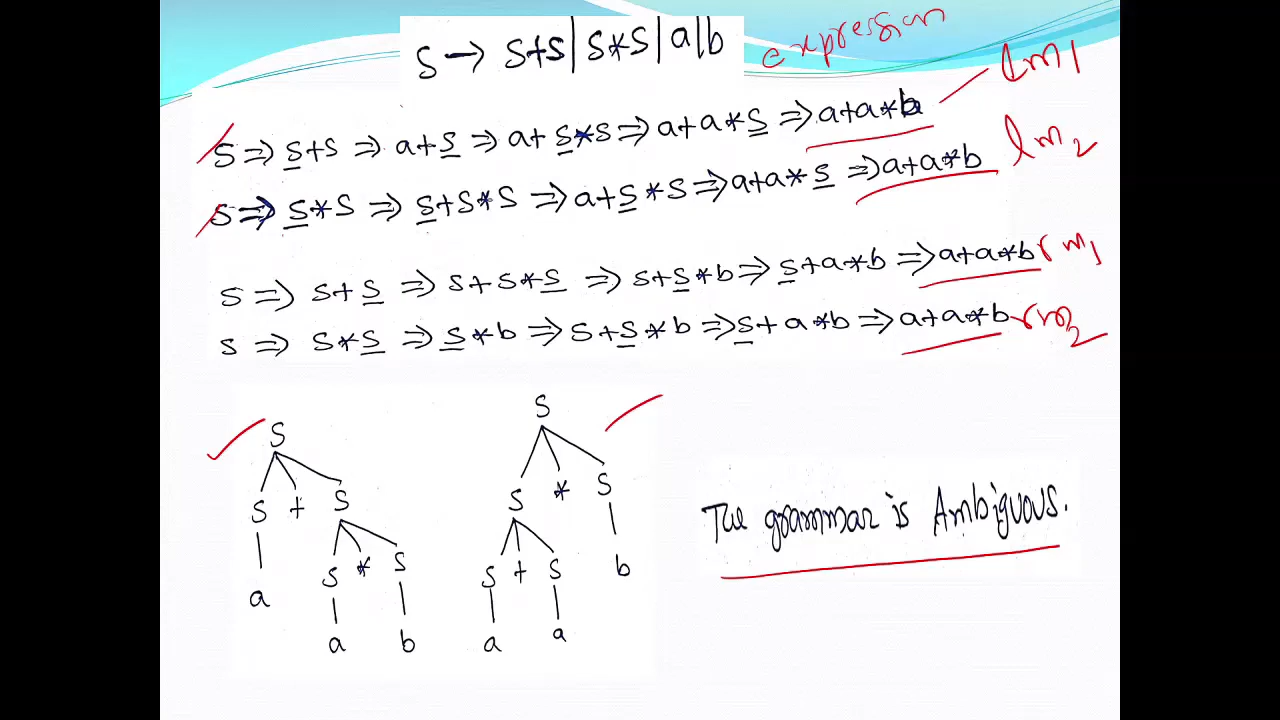 S → S+S | S*S | a|b expression
S ⇒ S+S ⇒ a+S ⇒ a+S*S ⇒ a+a*S ⇒ a+a*b lm1
S ⇒ S*S ⇒ S+S*S ⇒ a+S*S ⇒ a+a*S ⇒ a+a*b lm2
S ⇒ S+S ⇒ S+S*S ⇒ S+S*b ⇒ S+a*b ⇒ a+a*b rm1
S ⇒ S*S ⇒ S*b ⇒ S+S*b ⇒ S+a*b ⇒ a+a*b rm2
S
S + S
a S * S
a b
S
S * S
S + S b
a a
The grammar is Ambiguous.